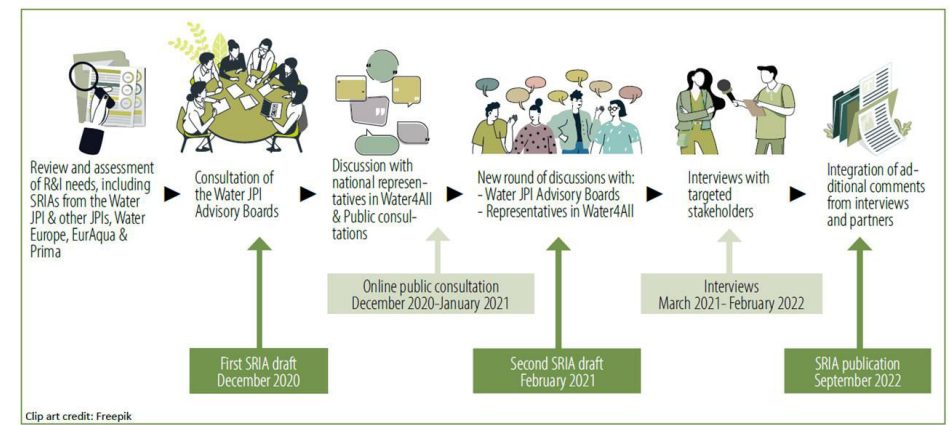 Review and assessment
of R&I needs, including
SRIAs from the Water
JPI & other JPIs, Water
Europe, EurAqua &
Prima
Consultation of
the Water JPI
Advisory Boards
Discussion with
national represen-
tatives in Water4All
& Public consul-
tations
New round of discussions with:
- Water JPI Advisory Boards
- Representatives in Water4All
Interviews with
targeted
stakeholders
Integration of ad-
ditional comments
from interviews
and partners
Online public consultation
December 2020-January 2021
Interviews
March 2021- February 2022
First SRIA draft
December 2020
Second SRIA draft
February 2021
SRIA publication
September 2022
Clip art credit: Freepik